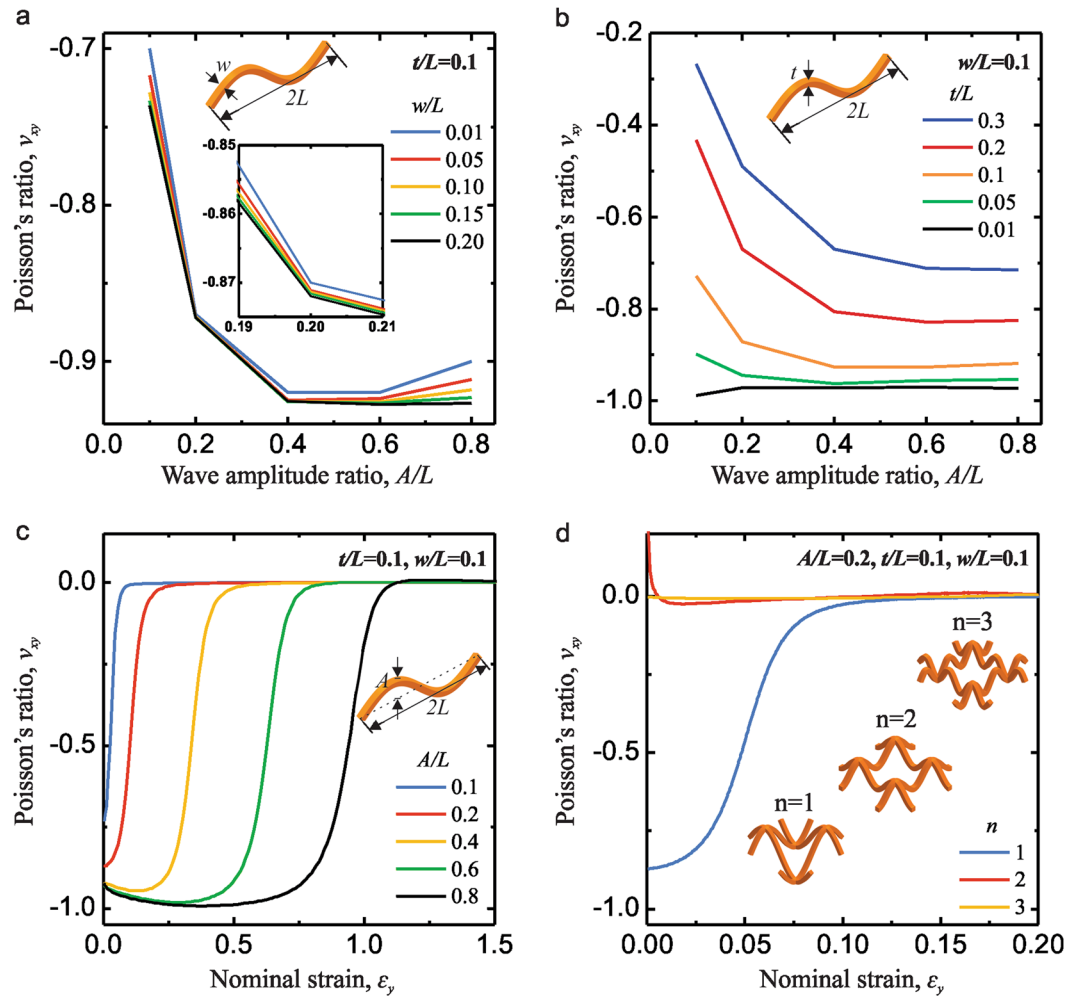 a
t/L=0.1
w
2L
w/L
0.01
0.05
0.10
0.15
0.20
-0.85
-0.86
-0.87
0.19 0.20 0.21
-0.7
-0.8
-0.9
0.0 0.2 0.4 0.6 0.8
Poisson's ratio, νxy
Wave amplitude ratio, A/L
b
w/L=0.1
t
2L
t/L
0.3
0.2
0.1
0.05
0.01
-0.2
-0.4
-0.6
-0.8
-1.0
0.0 0.2 0.4 0.6 0.8
Poisson's ratio, νxy
Wave amplitude ratio, A/L
c
t/L=0.1, w/L=0.1
A
2L
A/L
0.1
0.2
0.4
0.6
0.8
0.0
-0.5
-1.0
0.0 0.5 1.0 1.5
Poisson's ratio, νxy
Nominal strain, εy
d
A/L=0.2, t/L=0.1, w/L=0.1
n=3
n=2
n=1
n
1
2
3
0.0
-0.5
-1.0
0.00 0.05 0.10 0.15 0.20
Poisson's ratio, νxy
Nominal strain, εy